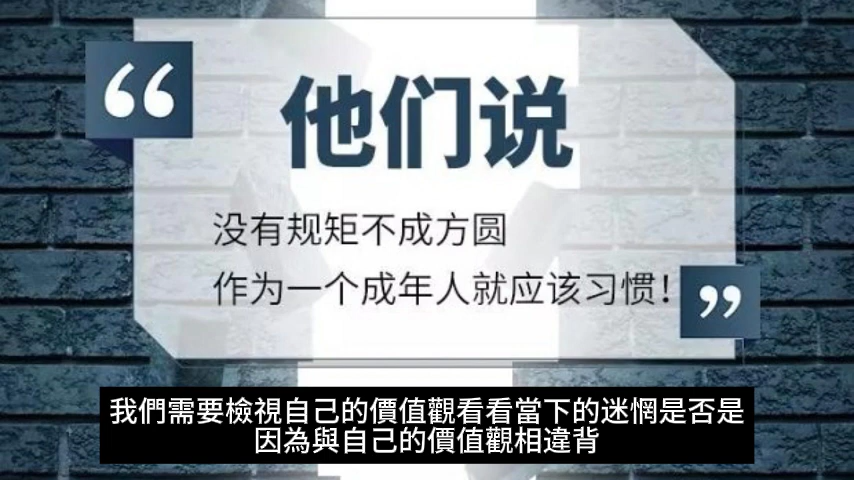 他们说
没有规矩不成方圆
作为一个成年人就应该习惯！
我們需要檢視自己的價值觀看看當下的迷惘是否是
因為與自己的價值觀相違背